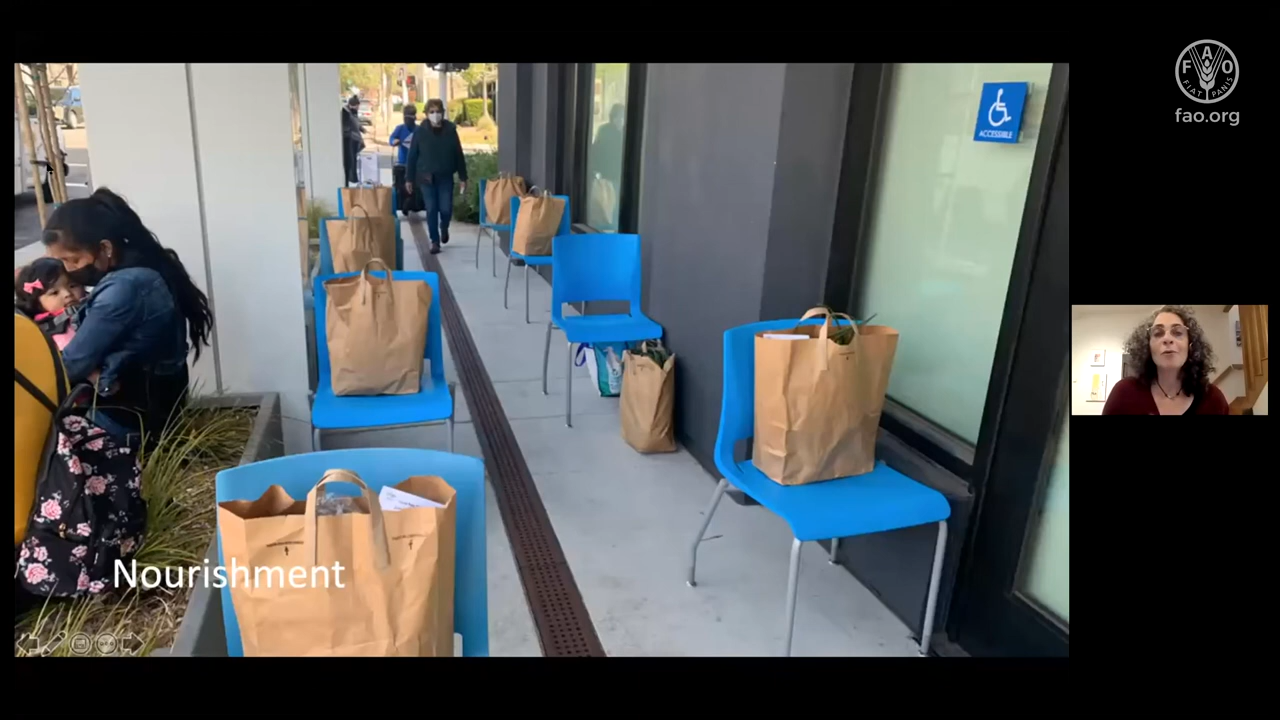 F A O
FIAT PANIS
fao.org
ACCESSIBLE
Nourishment